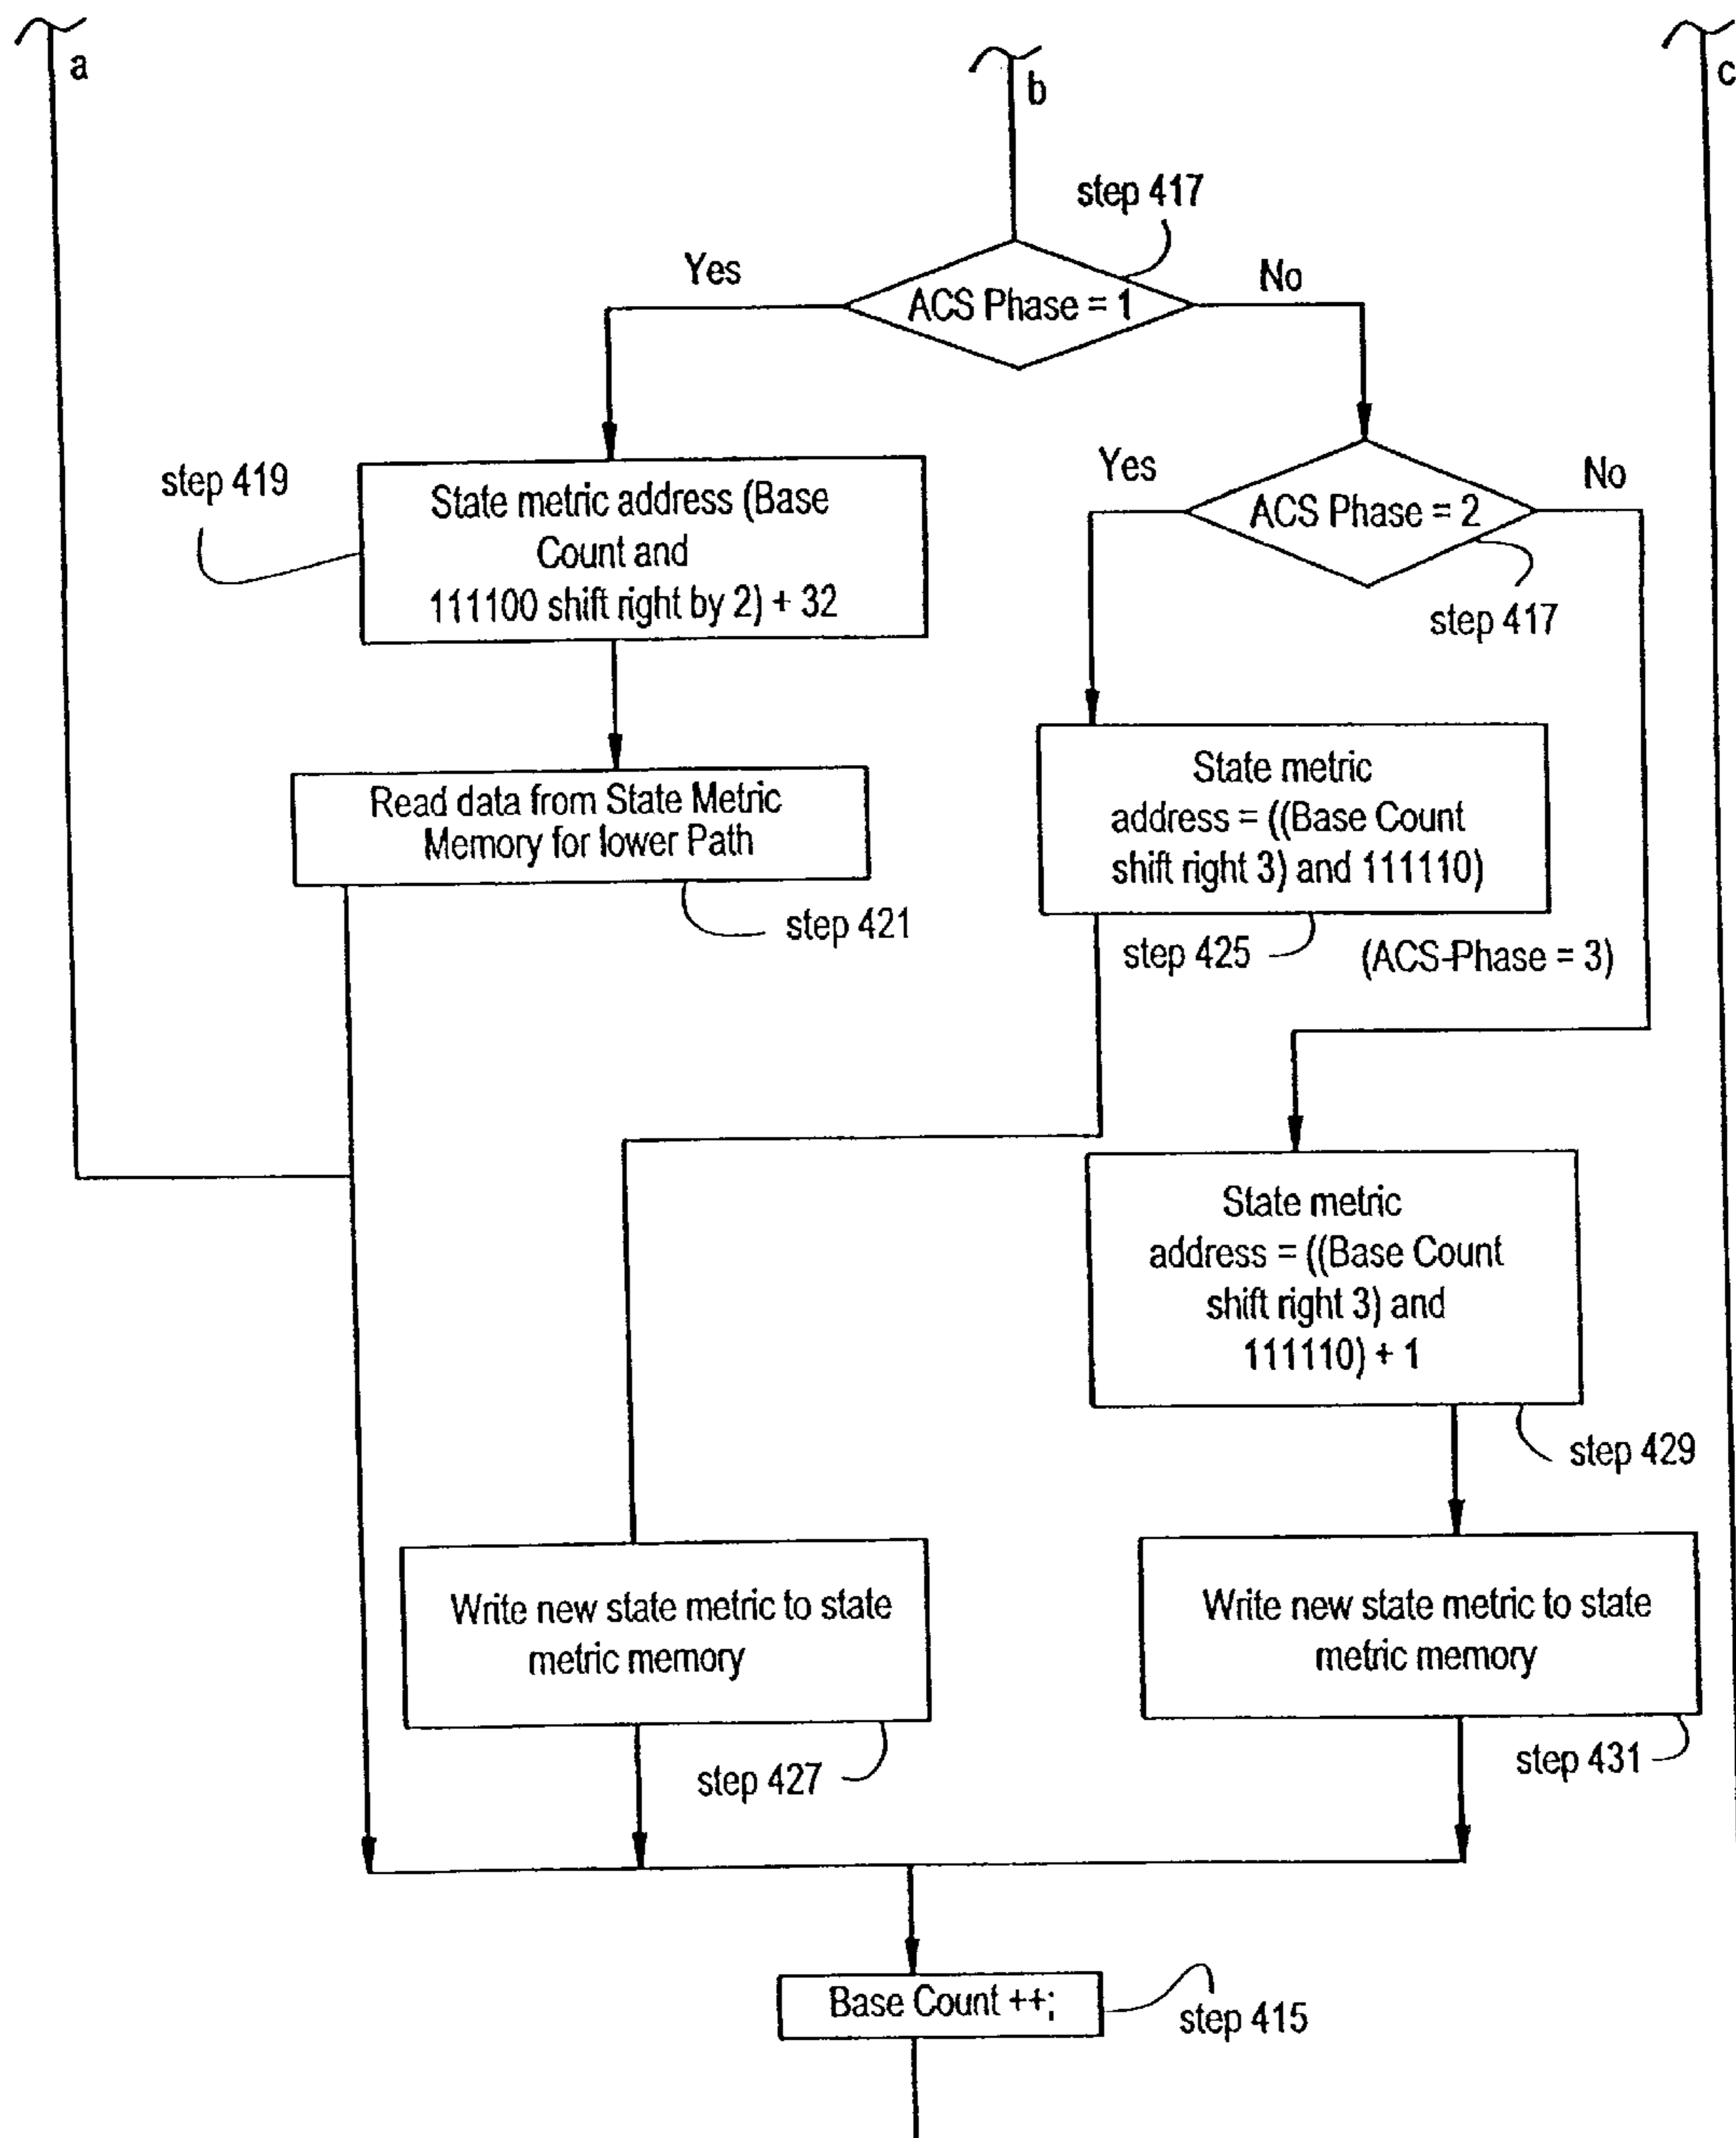 a
b
c
step 417
Yes
No
ACS Phase = 1
step 419
State metric address (Base
Count and
111100 shift right by 2) + 32
Yes
No
ACS Phase = 2
step 417
Read data from State Metric
Memory for lower Path
step 421
State metric
address = ((Base Count
shift right 3) and 111110)
step 425
(ACS-Phase = 3)
State metric
address = ((Base Count
shift right 3) and
111110) + 1
step 429
Write new state metric to state
metric memory
step 427
Write new state metric to state
metric memory
step 431
Base Count ++;
step 415